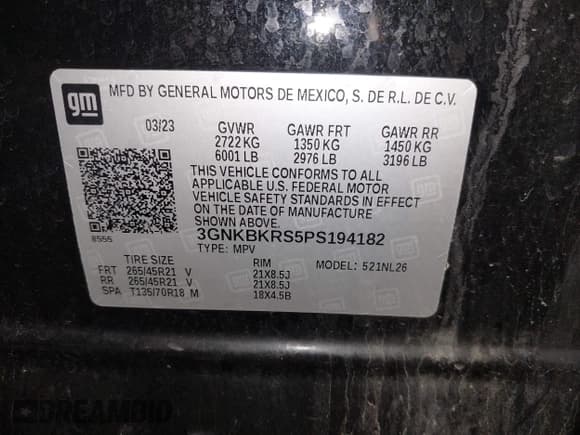 gm
MFD BY GENERAL MOTORS DE MEXICO, S. DE R.L. DE C.V.
03/23 GVWR GAWR FRT GAWR RR
2722 KG 1350 KG 1450 KG
6001 LB 2976 LB 3196 LB
THIS VEHICLE CONFORMS TO ALL
APPLICABLE U.S. FEDERAL MOTOR
VEHICLE SAFETY STANDARDS IN EFFECT
ON THE DATE OF MANUFACTURE
SHOWN ABOVE.
8555 3GNKBKRS5PS194182
TYPE: MPV MODEL: 521NL26
TIRE SIZE RIM
FRT 265/45R21 V 21X8.5J
RR 265/45R21 V 21X8.5J
SPA T135/70R18 M 18X4.5B
DREAMOID